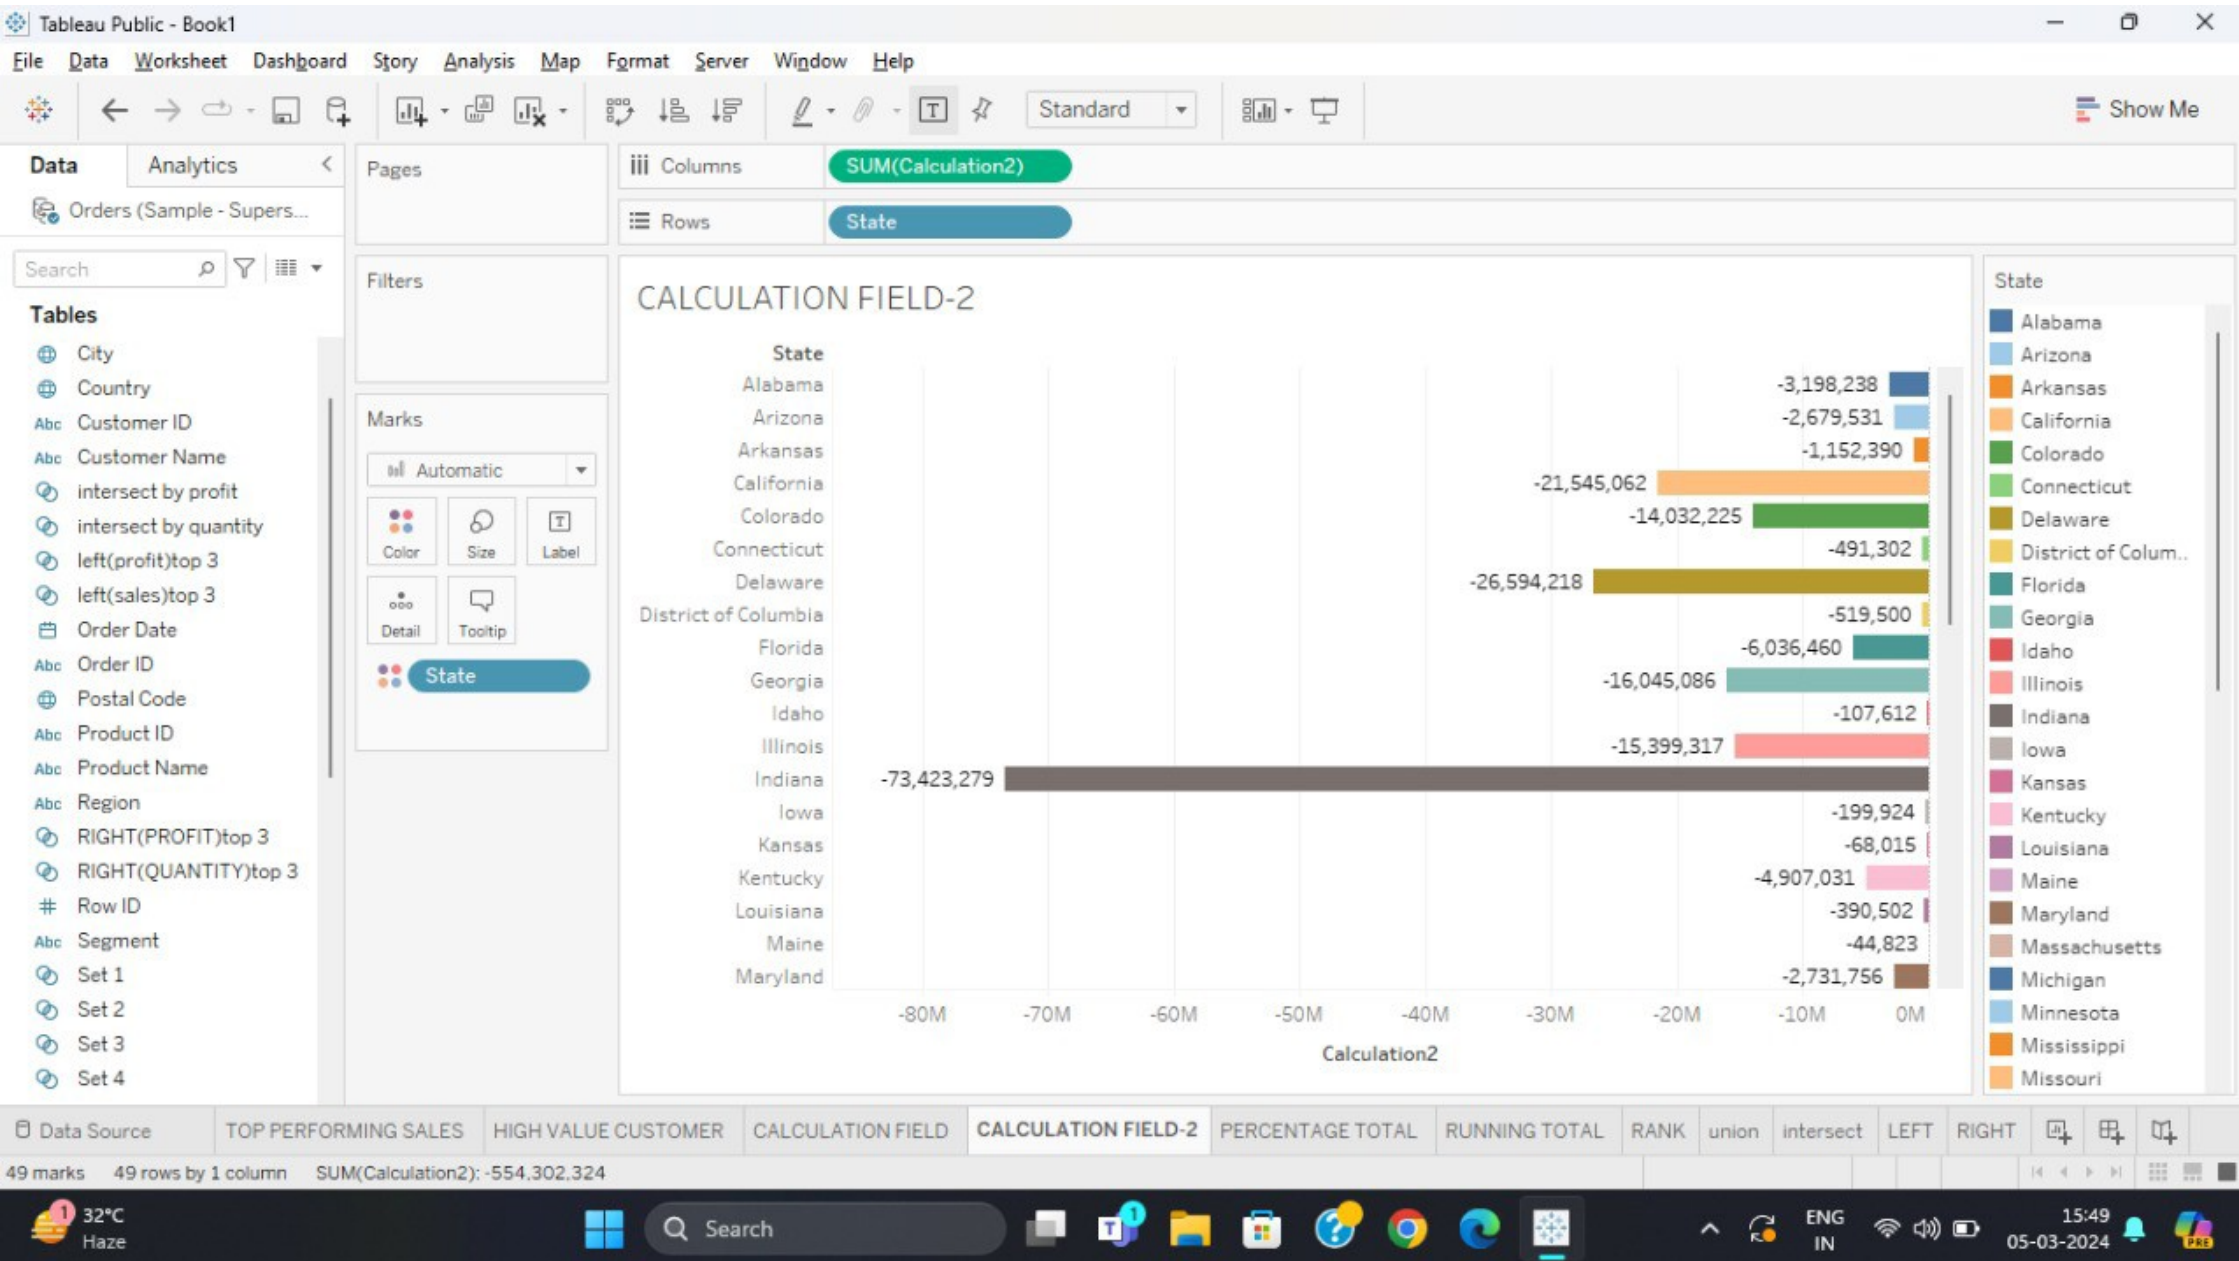 Tableau Public - Book1
File Data Worksheet Dashboard Story Analysis Map Format Server Window Help
Standard
Show Me
Data Analytics
Orders (Sample - Supers...
Search
Tables
City
Country
Abc Customer ID
Abc Customer Name
intersect by profit
intersect by quantity
left(profit)top 3
left(sales)top 3
Order Date
Abc Order ID
Postal Code
Abc Product ID
Abc Product Name
Abc Region
RIGHT(PROFIT)top 3
RIGHT(QUANTITY)top 3
# Row ID
Abc Segment
Set 1
Set 2
Set 3
Set 4
Pages
Filters
Marks
Automatic
Color Size Label
Detail Tooltip
State
Columns SUM(Calculation2)
Rows State
CALCULATION FIELD-2
State
Alabama -3,198,238
Arizona -2,679,531
Arkansas -1,152,390
California -21,545,062
Colorado -14,032,225
Connecticut -491,302
Delaware -26,594,218
District of Columbia -519,500
Florida -6,036,460
Georgia -16,045,086
Idaho -107,612
Illinois -15,399,317
Indiana -73,423,279
Iowa -199,924
Kansas -68,015
Kentucky -4,907,031
Louisiana -390,502
Maine -44,823
Maryland -2,731,756
-80M -70M -60M -50M -40M -30M -20M -10M 0M
Calculation2
State
Alabama
Arizona
Arkansas
California
Colorado
Connecticut
Delaware
District of Colum..
Florida
Georgia
Idaho
Illinois
Indiana
Iowa
Kansas
Kentucky
Louisiana
Maine
Maryland
Massachusetts
Michigan
Minnesota
Mississippi
Missouri
Data Source TOP PERFORMING SALES HIGH VALUE CUSTOMER CALCULATION FIELD CALCULATION FIELD-2 PERCENTAGE TOTAL RUNNING TOTAL RANK union intersect LEFT RIGHT
49 marks 49 rows by 1 column SUM(Calculation2): -554,302,324
1 32°C
Haze
Search
T 1
ENG
IN
15:49
05-03-2024
PRE